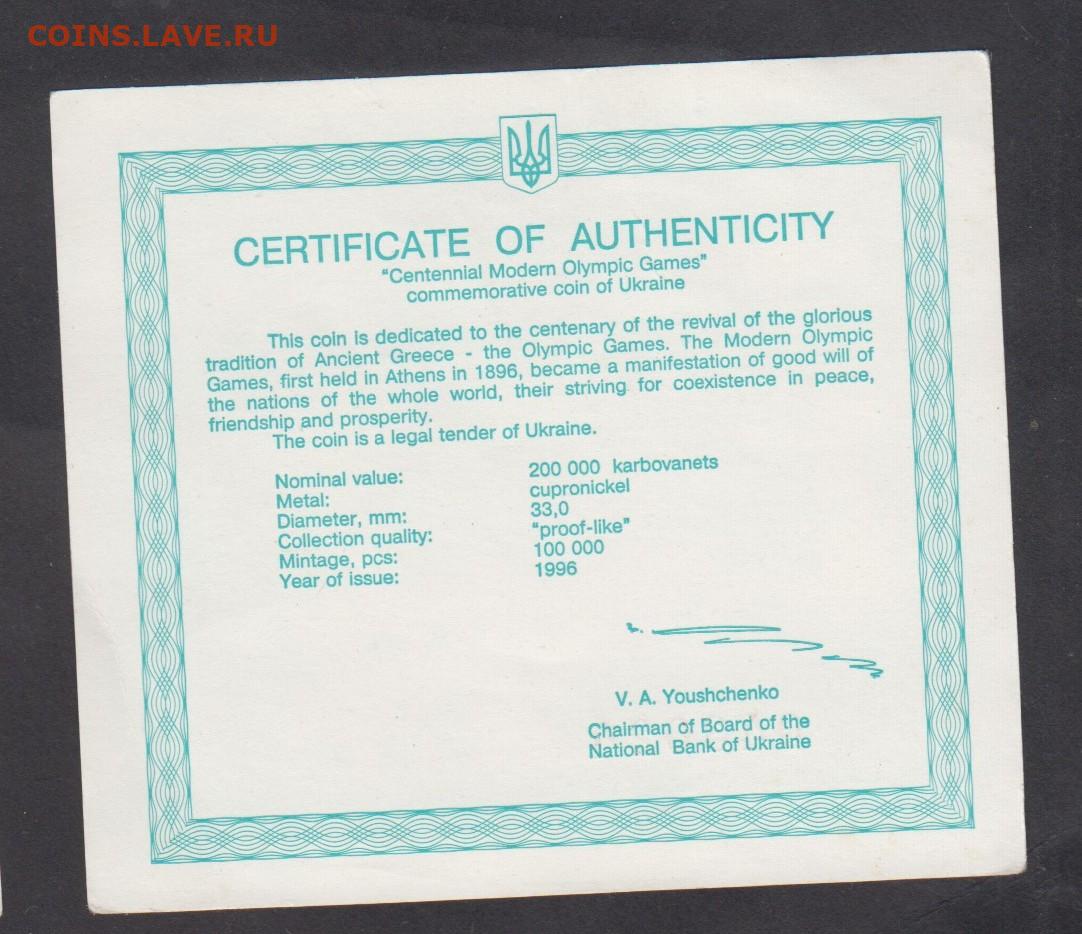 COINS.LAVE.RU
CERTIFICATE OF AUTHENTICITY
“Centennial Modern Olympic Games”
commemorative coin of Ukraine
This coin is dedicated to the centenary of the revival of the glorious
tradition of Ancient Greece - the Olympic Games. The Modern Olympic
Games, first held in Athens in 1896, became a manifestation of good will of
the nations of the whole world, their striving for coexistence in peace,
friendship and prosperity.
The coin is a legal tender of Ukraine.
Nominal value: 200 000 karbovanets
Metal: cupronickel
Diameter, mm: 33,0
Collection quality: “proof-like”
Mintage, pcs: 100 000
Year of issue: 1996
V. A. Youshchenko
Chairman of Board of the
National Bank of Ukraine